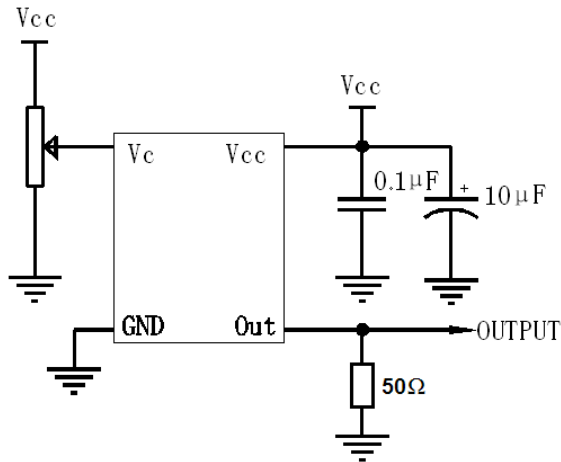 Vcc
Vcc
Vc
Vcc
0.1μF
+
10μF
GND
Out
OUTPUT
50Ω